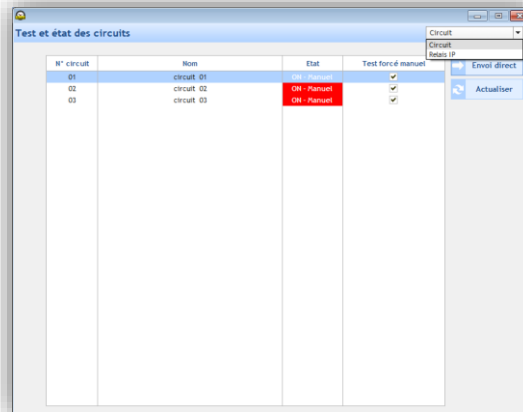 Test et état des circuits
Circuit
Circuit
Relais IP
N° circuit Nom Etat Test forcé manuel
Envoi direct
01 circuit 01 ON - Manuel
02 circuit 02 ON - Manuel
03 circuit 03 ON - Manuel
Actualiser